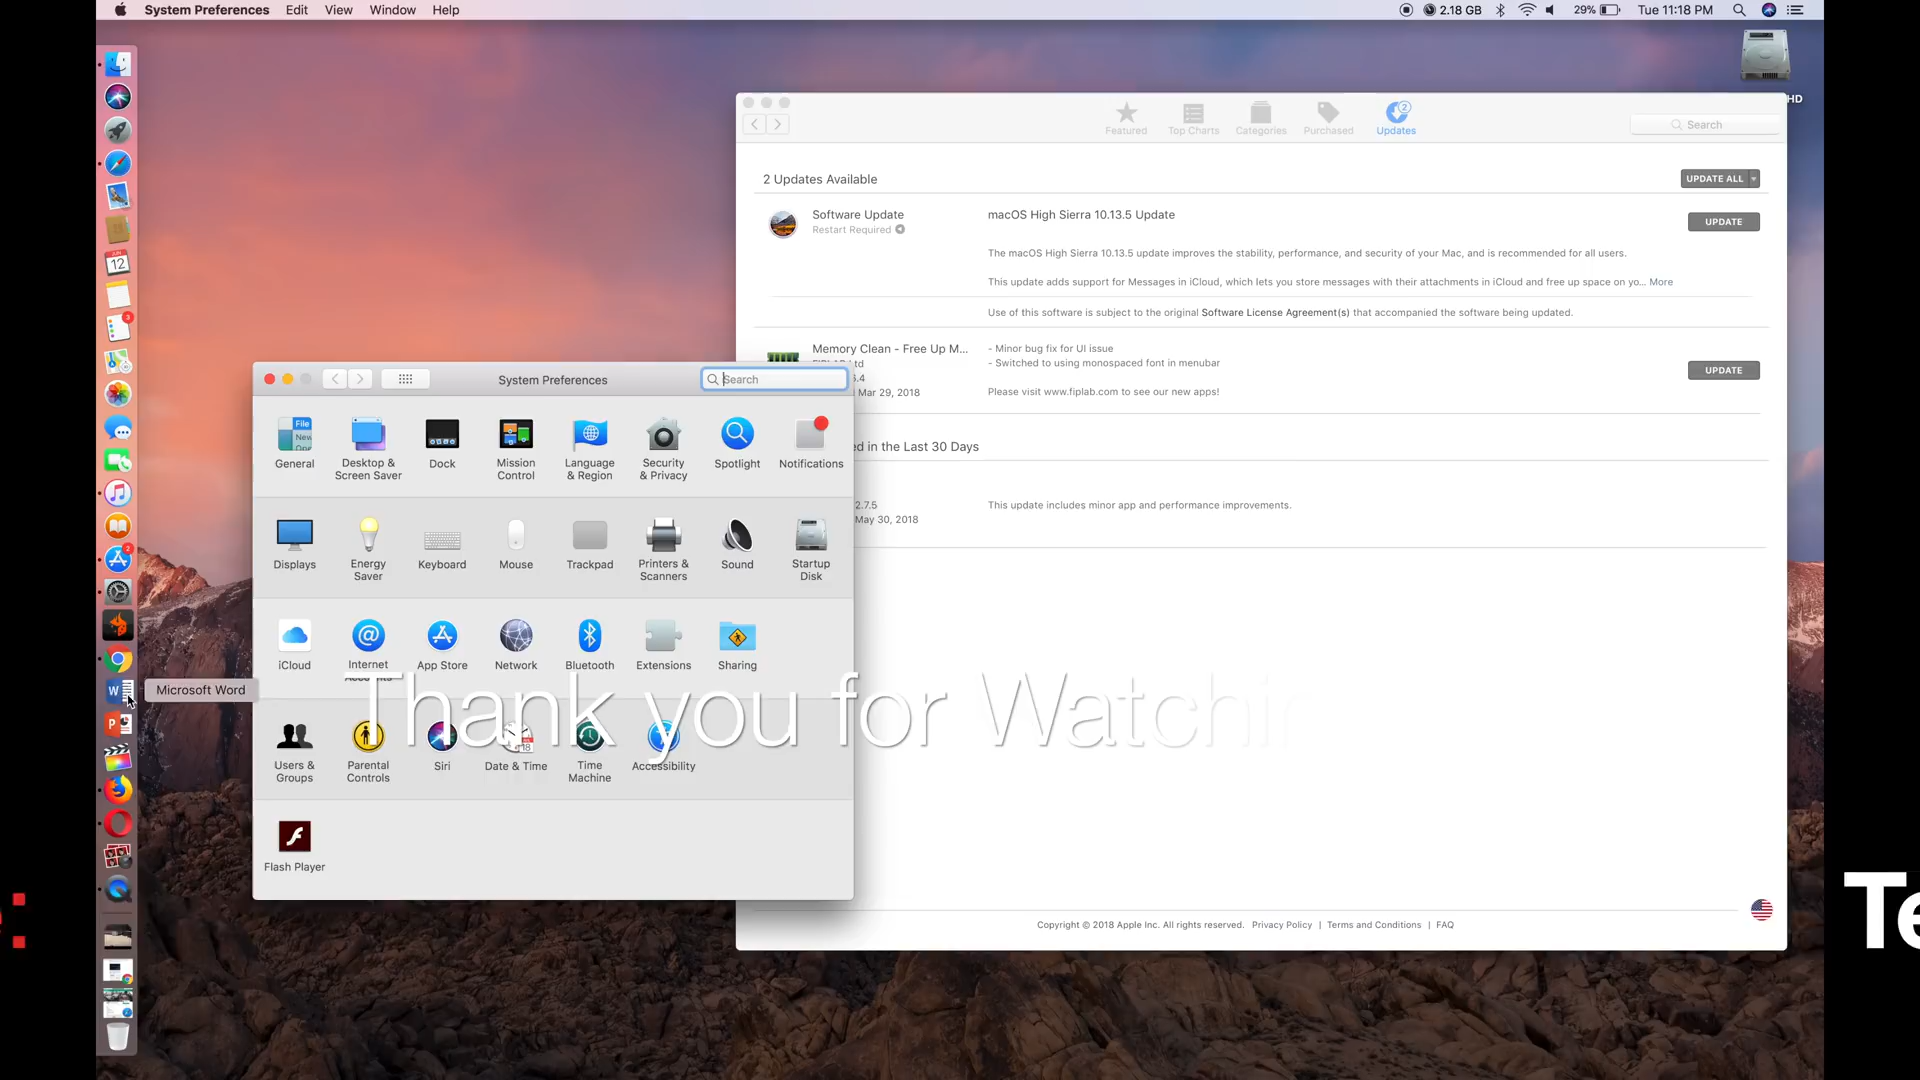 System Preferences Edit View Window Help
2.18 GB 29% Tue 11:18 PM
HD
Featured Top Charts Categories Purchased Updates
2
Search
2 Updates Available
UPDATE ALL
Software Update
Restart Required
macOS High Sierra 10.13.5 Update
UPDATE
The macOS High Sierra 10.13.5 update improves the stability, performance, and security of your Mac, and is recommended for all users.
This update adds support for Messages in iCloud, which lets you store messages with their attachments in iCloud and free up space on yo... More
Use of this software is subject to the original Software License Agreement(s) that accompanied the software being updated.
Memory Clean - Free Up M...
td
6.4
d Mar 29, 2018
- Minor bug fix for UI issue
- Switched to using monospaced font in menubar
Please visit www.fiplab.com to see our new apps!
UPDATE
ed in the Last 30 Days
2.7.5
May 30, 2018
This update includes minor app and performance improvements.
Copyright © 2018 Apple Inc. All rights reserved. Privacy Policy | Terms and Conditions | FAQ
System Preferences
Search
File
New
General
Desktop &
Screen Saver
Dock
Mission
Control
Language
& Region
Security
& Privacy
Spotlight
Notifications
Displays
Energy
Saver
Keyboard
Mouse
Trackpad
Printers &
Scanners
Sound
Startup
Disk
iCloud
Internet
Accounts
App Store
Network
Bluetooth
Extensions
Sharing
Users &
Groups
Parental
Controls
Siri
Date & Time
18
Time
Machine
Accessibility
Flash Player
Microsoft Word
12
3
2
W
P
Thank you for Watchi
:
Te